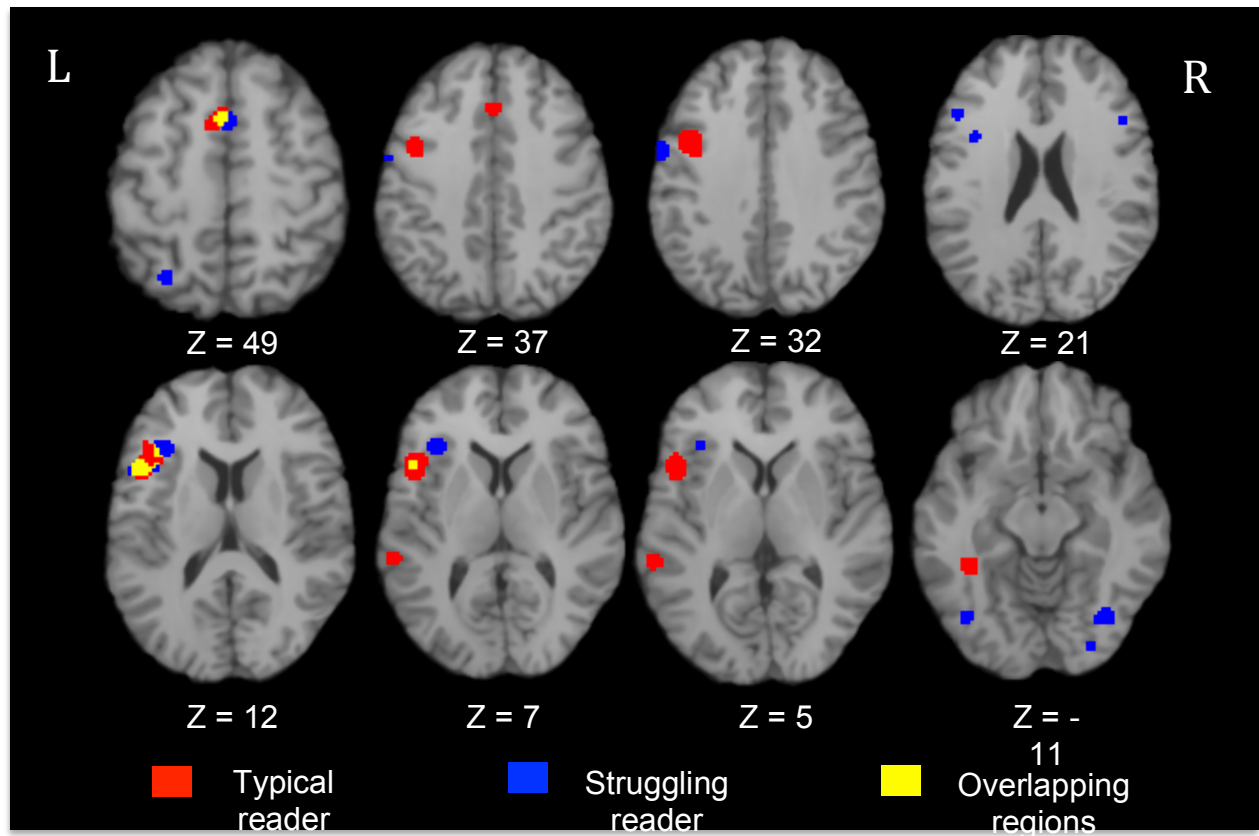 L
R
Z = 49
Z = 37
Z = 32
Z = 21
Z = 12
Z = 7
Z = 5
Z = -
11
Typical
reader
Struggling
reader
Overlapping
regions